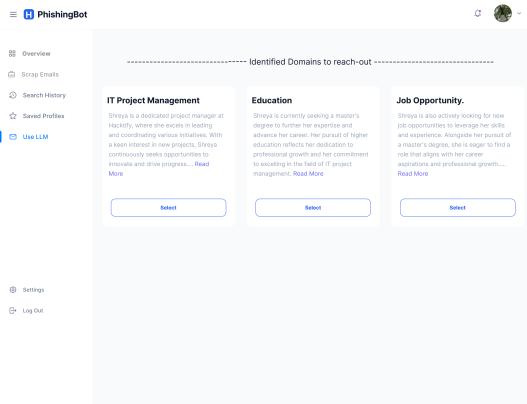 PhishingBot
Overview
Scrap Emails
Search History
Saved Profiles
Use LLM
Settings
Log Out
------------------------------- Identified Domains to reach-out -------------------------------
IT Project Management
Shreya is a dedicated project manager at
Hacktify, where she excels in leading
and coordinating various initiatives. With
a keen interest in new projects, Shreya
continuously seeks opportunities to
innovate and drive progress.... Read
More
Select
Education
Shreya is currently seeking a master's
degree to further her expertise and
advance her career. Her pursuit of higher
education reflects her dedication to
professional growth and her commitment
to excelling in the field of IT project
management. Read More
Select
Job Opportunity.
Shreya is also actively looking for new
job opportunities to leverage her skills
and experience. Alongside her pursuit of
a master's degree, she is eager to find a
role that aligns with her career
aspirations and professional growth.....
Read More
Select